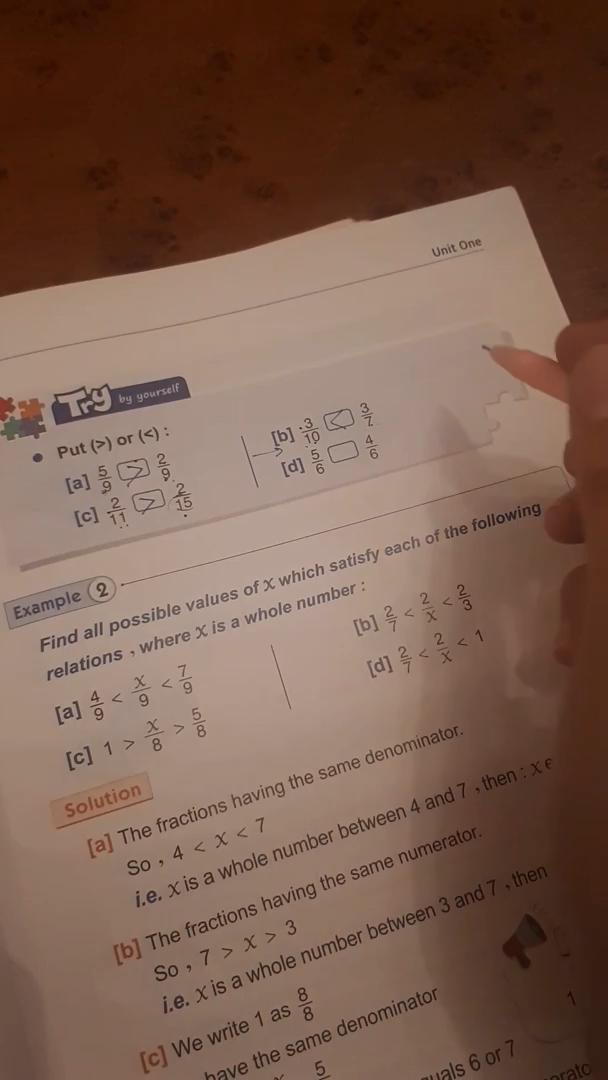 Unit One
Try by yourself
• Put (>) or (<) :
[a] 5/9 > 2/9
[b] 3/10 < 3/7
[c] 2/11 > 2/15
[d] 5/6 4/6
Example 2
Find all possible values of x which satisfy each of the following
relations , where x is a whole number :
[a] 4/9 < x/9 < 7/9
[b] 2/7 < 2/x < 2/3
[c] 1 > x/8 > 5/8
[d] 2/7 < 2/x < 1
Solution
[a] The fractions having the same denominator.
So , 4 < x < 7
i.e. x is a whole number between 4 and 7 , then : x ∈
[b] The fractions having the same numerator.
So , 7 > x > 3
i.e. x is a whole number between 3 and 7 , then
[c] We write 1 as 8/8
have the same denominator
5
6 or 7